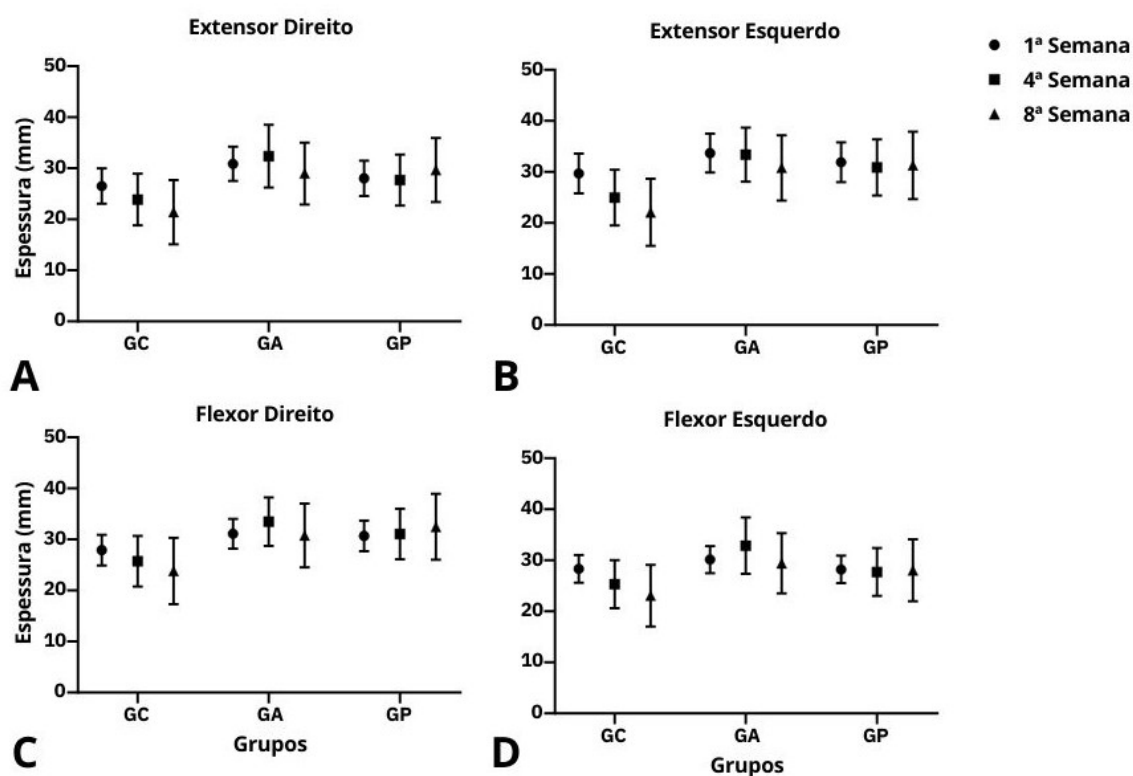 Extensor Direito
Espessura (mm)
50
40
30
20
10
0
GC GA GP
A
Extensor Esquerdo
50
40
30
20
10
0
GC GA GP
B
1ª Semana
4ª Semana
8ª Semana
Flexor Direito
Espessura (mm)
50
40
30
20
10
0
GC GA GP
Grupos
C
Flexor Esquerdo
50
40
30
20
10
0
GC GA GP
Grupos
D